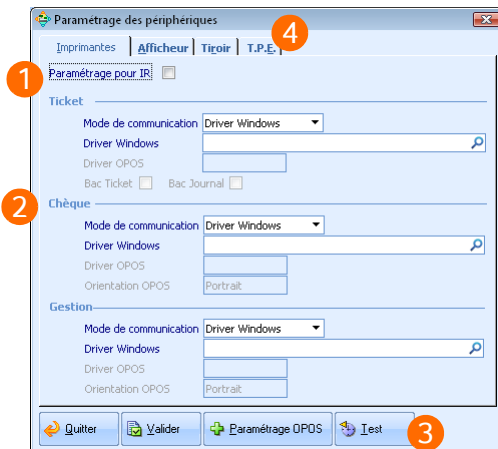 Paramétrage des périphériques
Imprimantes Afficheur Tiroir T.P.E. 4
1 Paramétrage pour IR
Ticket
Mode de communication Driver Windows
Driver Windows
Driver OPOS
Bac Ticket Bac Journal
2 Chèque
Mode de communication Driver Windows
Driver Windows
Driver OPOS
Orientation OPOS Portrait
Gestion
Mode de communication Driver Windows
Driver Windows
Driver OPOS
Orientation OPOS Portrait
Quitter Valider Paramétrage OPOS Test 3